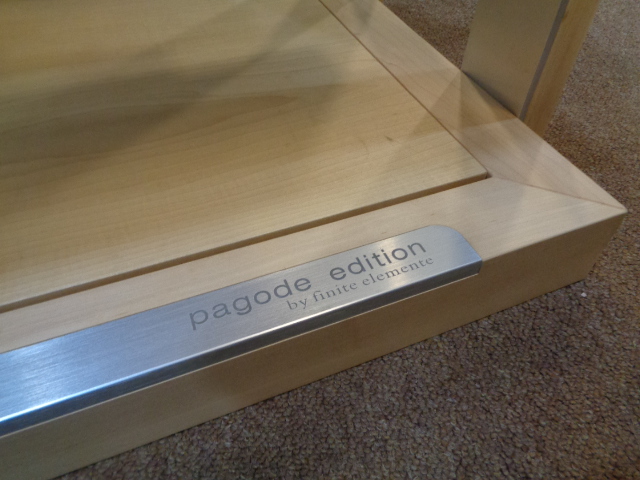 pagode edition
by finite elemente